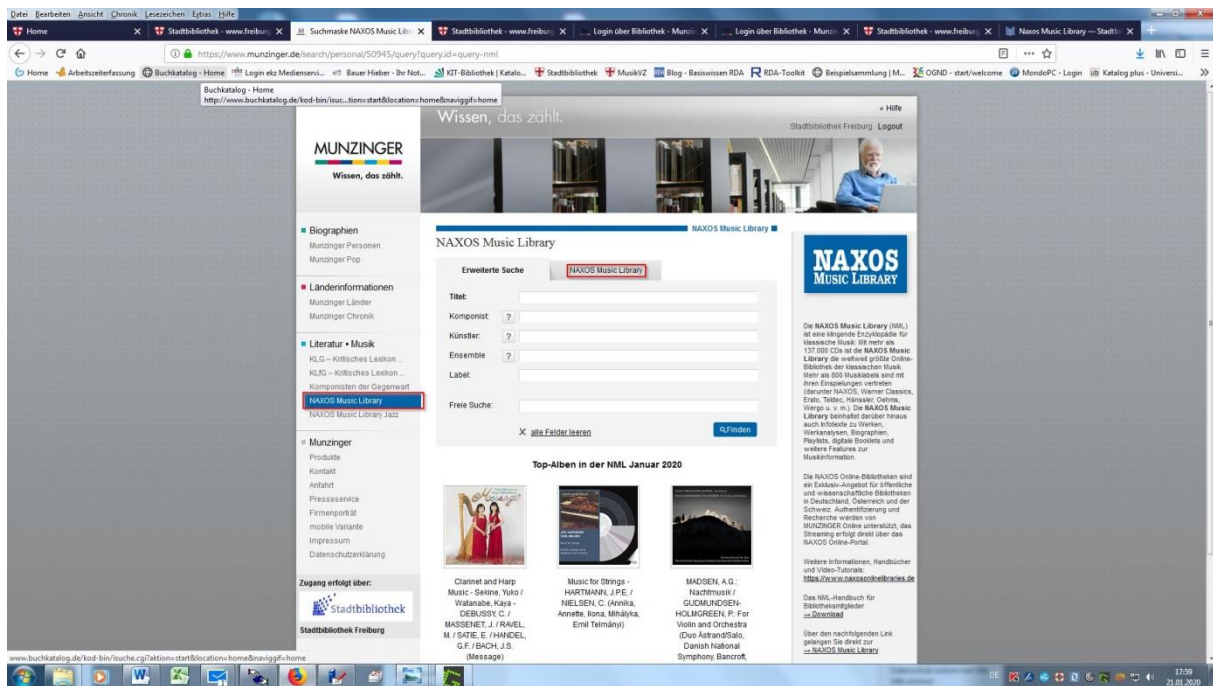 Datei Bearbeiten Ansicht Chronik Lesezeichen Extras Hilfe
Home
Stadtbibliothek - www.freiburg
Suchmaske NAXOS Music Libr
Stadtbibliothek - www.freiburg
Login über Bibliothek - Munzin
Login über Bibliothek - Munzin
Stadtbibliothek - www.freiburg
Naxos Music Library — Stadtbi
https://www.munzinger.de/search/personal/50945/query?query.id=query-nml
Home Arbeitszeiterfassung Buchkatalog - Home Login ekz Medienservi... Bauer Hieber - Ihr Not... KIT-Bibliothek | Katalo... Stadtbibliothek MusikVZ Blog - Basiswissen RDA RDA-Toolkit Beispielsammlung | M... OGND - start/welcome MondoPC - Login Katalog plus - Universi...
Buchkatalog - Home
http://www.buchkatalog.de/kod-bin/isuc...tion=start&location=home&naviggif=home
Wissen, das zählt.
» Hilfe
Stadtbibliothek Freiburg Logout
MUNZINGER
Wissen, das zählt.
Biographien
Munzinger Personen
Munzinger Pop
Länderinformationen
Munzinger Länder
Munzinger Chronik
Literatur • Musik
KLG – Kritisches Lexikon ...
KLfG – Kritisches Lexikon ...
Komponisten der Gegenwart
NAXOS Music Library
NAXOS Music Library Jazz
Munzinger
Produkte
Kontakt
Anfahrt
Presseservice
Firmenporträt
mobile Variante
Impressum
Datenschutzerklärung
Zugang erfolgt über:
Stadtbibliothek
Stadtbibliothek Freiburg
NAXOS Music Library
NAXOS Music Library
Erweiterte Suche
NAXOS Music Library
Titel:
Komponist: ?
Künstler: ?
Ensemble ?
Label:
Freie Suche:
X alle Felder leeren
Finden
Top-Alben in der NML Januar 2020
Clarinet and Harp
Music - Sekine, Yuko /
Watanabe, Kaya -
DEBUSSY, C. /
MASSENET, J. / RAVEL,
M. / SATIE, E. / HANDEL,
G.F. / BACH, J.S.
(Message)
Music for Strings -
HARTMANN, J.P.E. /
NIELSEN, C. (Annika,
Annette, Ilona, Mihályka,
Emil Telmányi)
MADSEN, A.G.:
Nachtmusik /
GUDMUNDSEN-
HOLMGREEN, P.: For
Violin and Orchestra
(Duo Åstrand/Salo,
Danish National
Symphony, Bancroft,
NAXOS
MUSIC LIBRARY
Die NAXOS Music Library (NML)
ist eine klingende Enzyklopädie für
klassische Musik: Mit mehr als
137.000 CDs ist die NAXOS Music
Library die weltweit größte Online-
Bibliothek der klassischen Musik.
Mehr als 800 Musiklabels sind mit
ihren Einspielungen vertreten
(darunter NAXOS, Warner Classics,
Erato, Teldec, Hänssler, Oehms,
Wergo u. v. m.). Die NAXOS Music
Library beinhaltet darüber hinaus
auch Infotexte zu Werken,
Werkanalysen, Biographien,
Playlists, digitale Booklets und
weitere Features zur
Musikinformation.
Die NAXOS Online-Bibliotheken sind
ein Exklusiv-Angebot für öffentliche
und wissenschaftliche Bibliotheken
in Deutschland, Österreich und der
Schweiz. Authentifizierung und
Recherche werden von
MUNZINGER Online unterstützt, das
Streaming erfolgt direkt über das
NAXOS Online-Portal.
Weitere Informationen, Handbücher
und Video-Tutorials:
https://www.naxosonlinelibraries.de
Das NML-Handbuch für
Bibliotheksmitglieder
→ Download
Über den nachfolgenden Link
gelangen Sie direkt zur
→ NAXOS Music Library
www.buchkatalog.de/kod-bin/isuche.cgi?aktion=start&location=home&naviggif=home
DE
17:59
21.01.2020